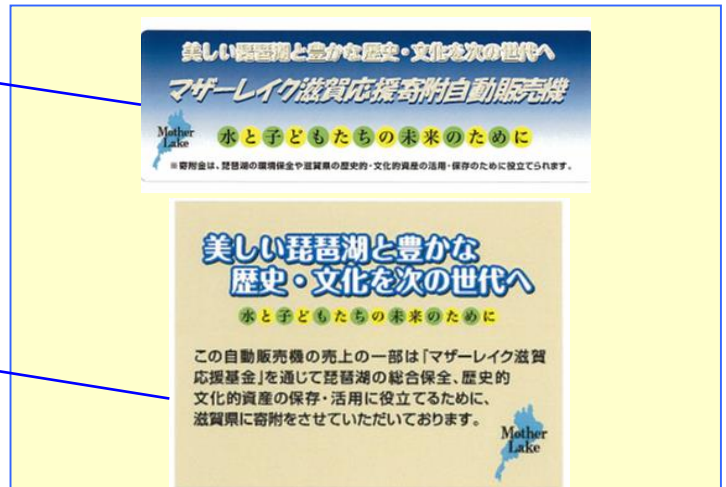 美しい琵琶湖と豊かな歴史・文化を次の世代へ
マザーレイク滋賀応援寄附自動販売機
Mother
Lake
水と子どもたちの未来のために
※寄附金は、琵琶湖の環境保全や滋賀県の歴史的・文化的資産の活用・保存のために役立てられます。
美しい琵琶湖と豊かな
歴史・文化を次の世代へ
水と子どもたちの未来のために
この自動販売機の売上の一部は「マザーレイク滋賀
応援基金」を通じて琵琶湖の総合保全、歴史的
文化的資産の保存・活用に役立てるために、
滋賀県に寄附をさせていただいております。
Mother
Lake